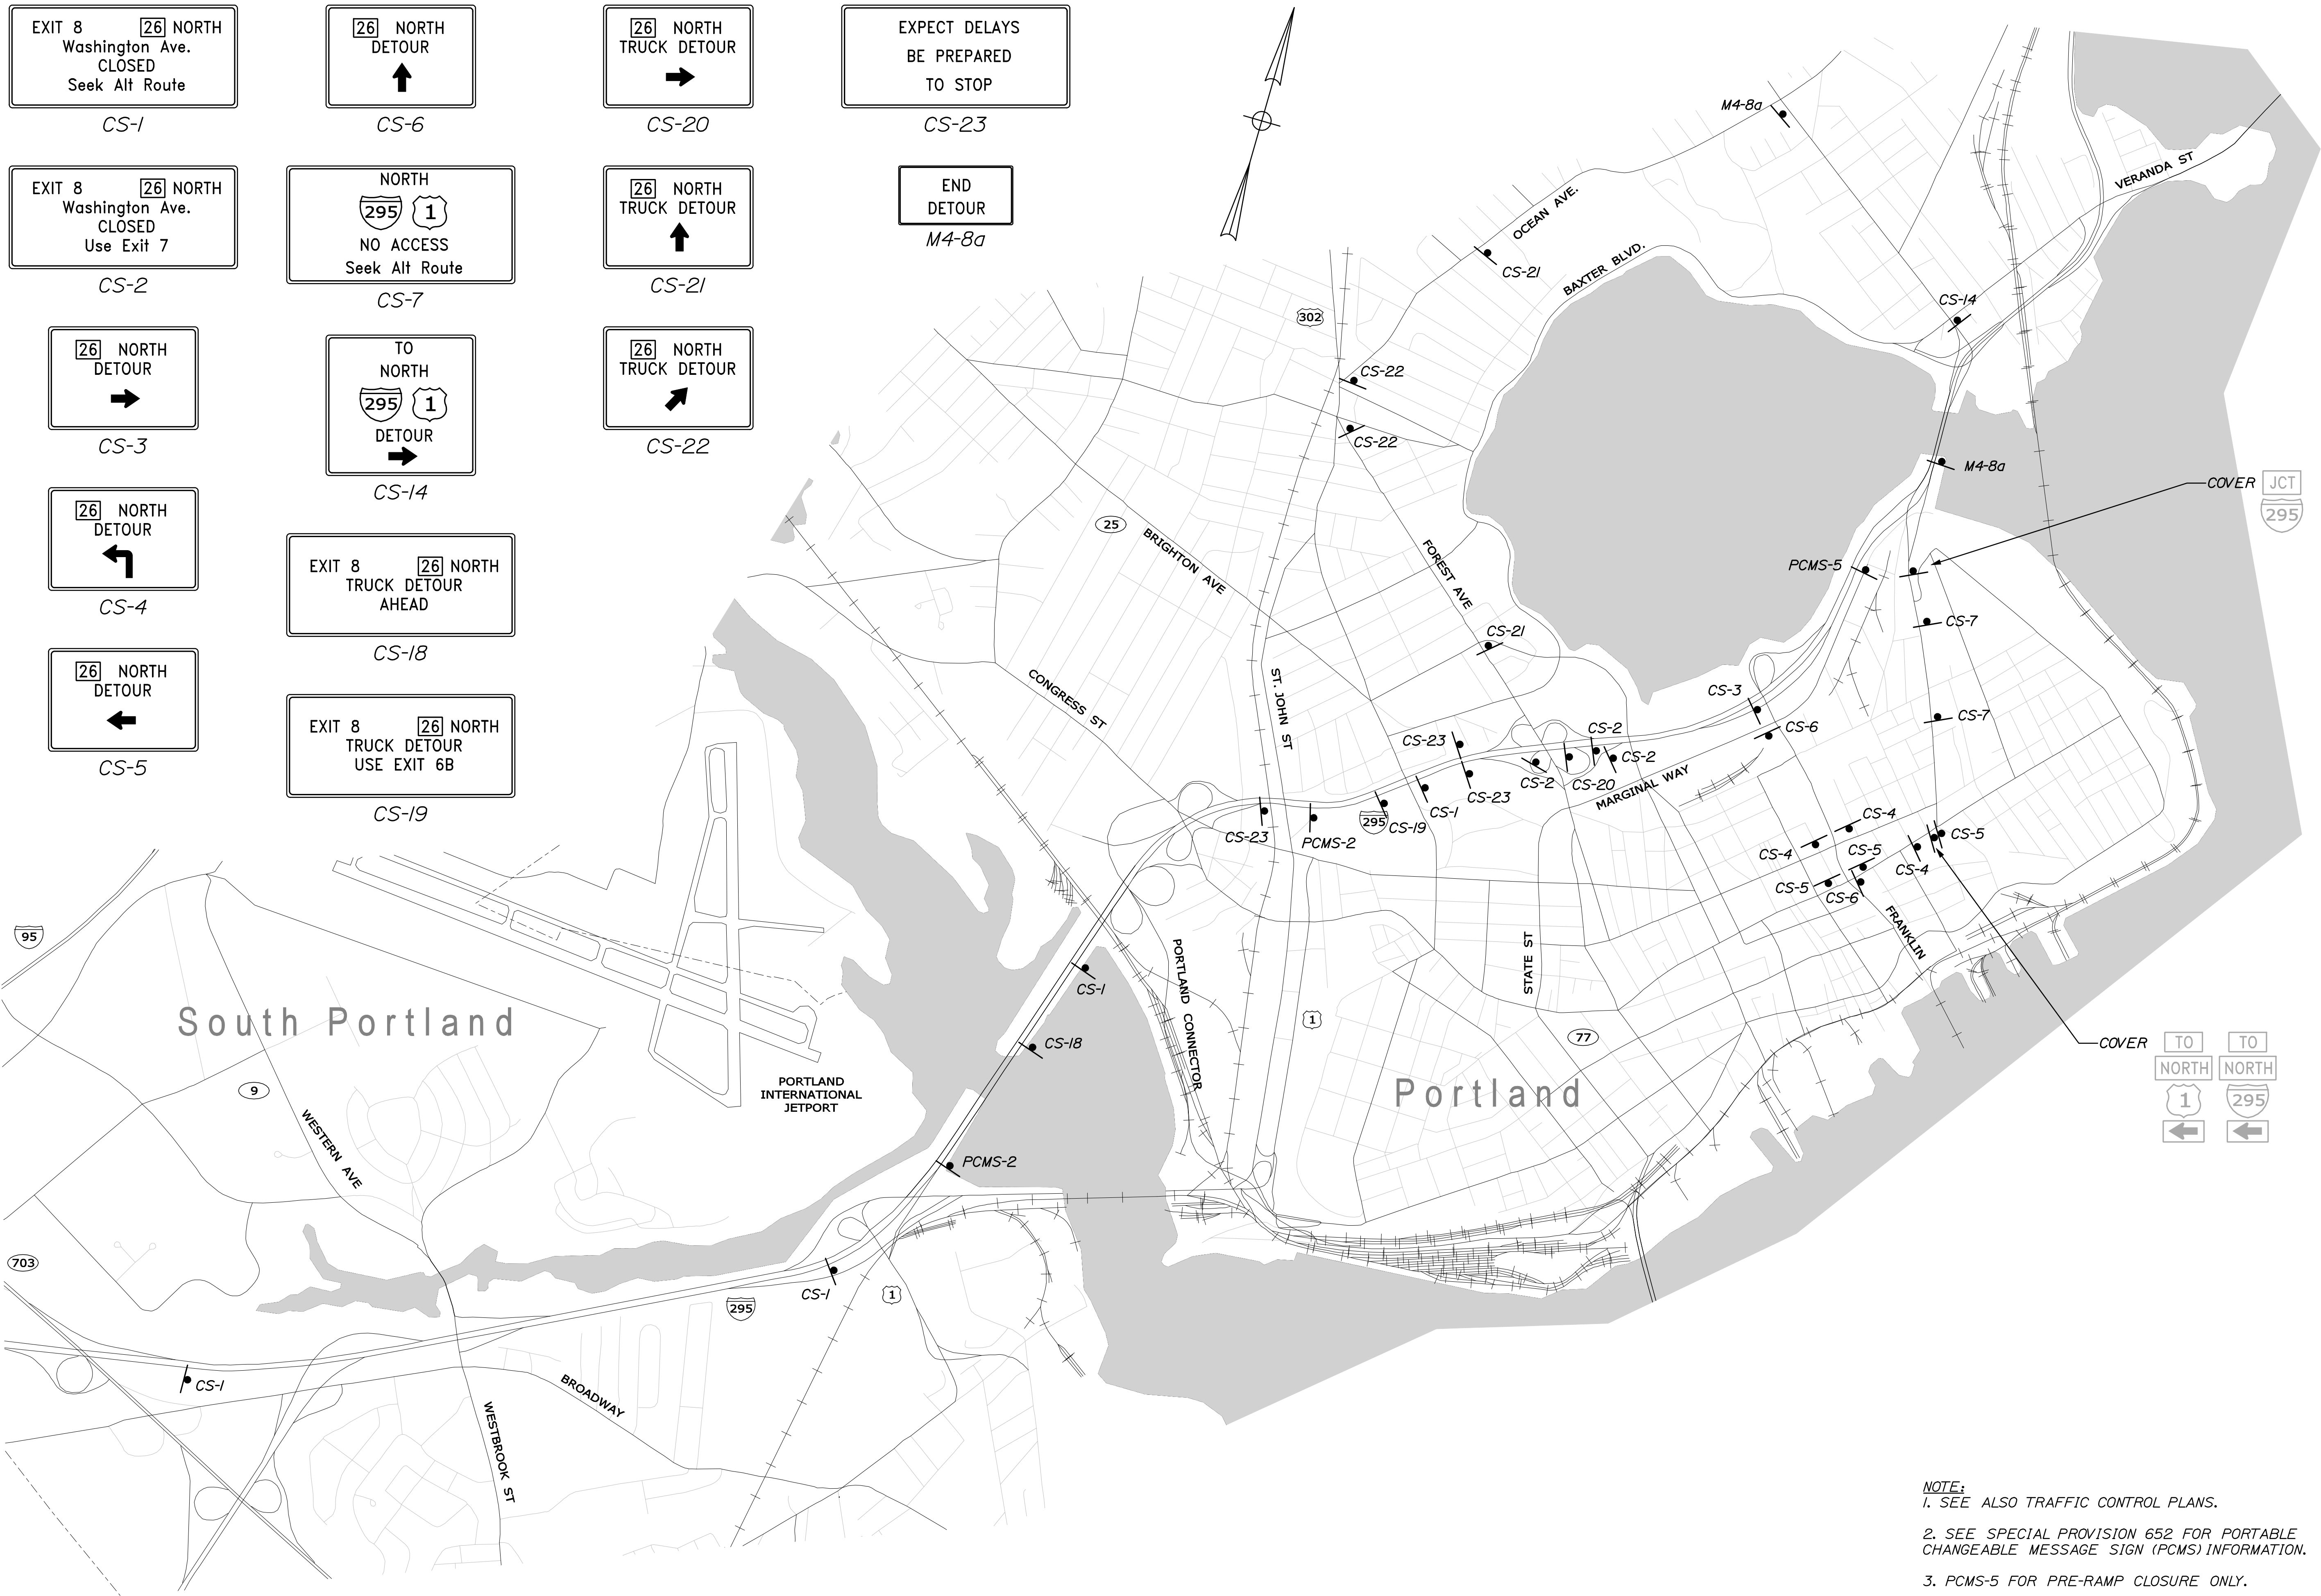 EXIT 8 26 NORTH
Washington Ave.
CLOSED
Seek Alt Route
CS-1
EXIT 8 26 NORTH
Washington Ave.
CLOSED
Use Exit 7
CS-2
26 NORTH
DETOUR
CS-3
26 NORTH
DETOUR
CS-4
26 NORTH
DETOUR
CS-5
26 NORTH
DETOUR
CS-6
NORTH
295 1
NO ACCESS
Seek Alt Route
CS-7
TO
NORTH
295 1
DETOUR
CS-14
EXIT 8 26 NORTH
TRUCK DETOUR
AHEAD
CS-18
EXIT 8 26 NORTH
TRUCK DETOUR
USE EXIT 6B
CS-19
26 NORTH
TRUCK DETOUR
CS-20
26 NORTH
TRUCK DETOUR
CS-21
26 NORTH
TRUCK DETOUR
CS-22
EXPECT DELAYS
BE PREPARED
TO STOP
CS-23
END
DETOUR
M4-8a
M4-8a
VERANDA ST
OCEAN AVE.
CS-21
BAXTER BLVD.
CS-14
302
CS-22
CS-22
M4-8a
COVER
JCT
295
25
BRIGHTON AVE
FOREST AVE
PCMS-5
CS-7
CS-21
CONGRESS ST
ST. JOHN ST
CS-3
CS-6
CS-7
CS-23
CS-2
CS-2
CS-2
CS-20
CS-23
MARGINAL WAY
CS-1
295
CS-19
CS-23
PCMS-2
CS-4
CS-4
CS-5
CS-5
CS-4
CS-5
CS-6
FRANKLIN
95
South Portland
PORTLAND CONNECTOR
STATE ST
CS-1
1
77
CS-18
COVER
TO TO
NORTH NORTH
1 295
9
WESTERN AVE
PORTLAND
INTERNATIONAL
JETPORT
Portland
PCMS-2
703
CS-1
295
1
CS-1
BROADWAY
WESTBROOK ST
NOTE:
1. SEE ALSO TRAFFIC CONTROL PLANS.
2. SEE SPECIAL PROVISION 652 FOR PORTABLE
CHANGEABLE MESSAGE SIGN (PCMS) INFORMATION.
3. PCMS-5 FOR PRE-RAMP CLOSURE ONLY.